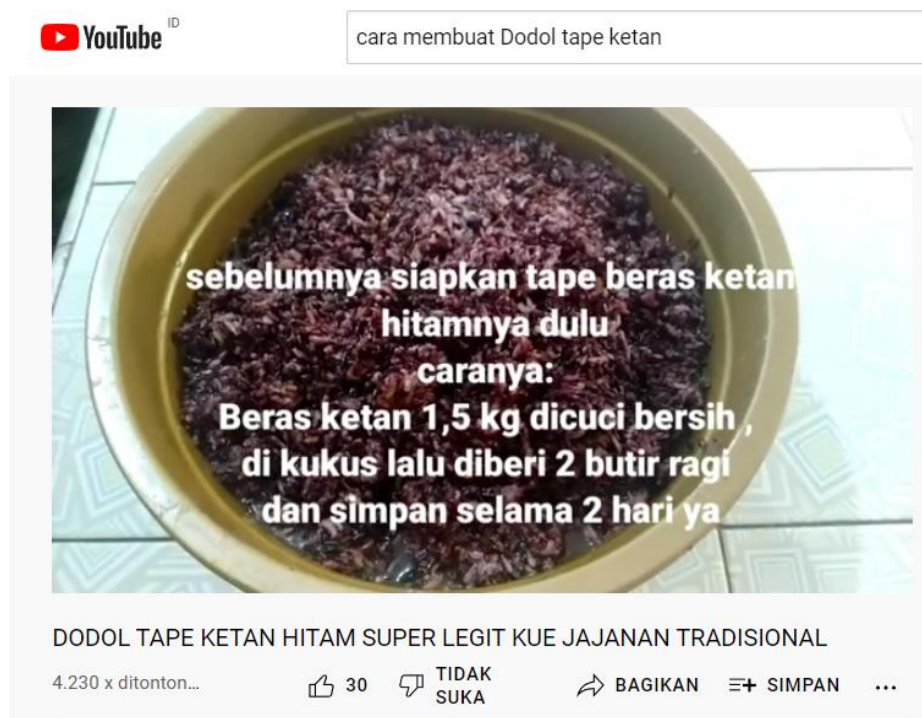 YouTube ID
cara membuat Dodol tape ketan
sebelumnya siapkan tape beras ketan
hitamnya dulu
caranya:
Beras ketan 1,5 kg dicuci bersih ,
di kukus lalu diberi 2 butir ragi
dan simpan selama 2 hari ya
DODOL TAPE KETAN HITAM SUPER LEGIT KUE JAJANAN TRADISIONAL
4.230 x ditonton...
30
TIDAK
SUKA
BAGIKAN
SIMPAN
...